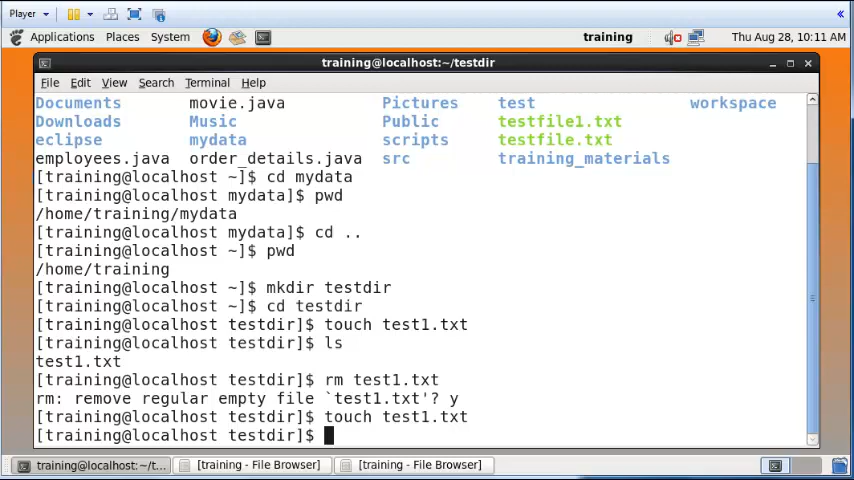 Player
Applications Places System training Thu Aug 28, 10:11 AM
training@localhost:~/testdir
File Edit View Search Terminal Help
Documents movie.java Pictures test workspace
Downloads Music Public testfile1.txt
eclipse mydata scripts testfile.txt
employees.java order_details.java src training_materials
[training@localhost ~]$ cd mydata
[training@localhost mydata]$ pwd
/home/training/mydata
[training@localhost mydata]$ cd ..
[training@localhost ~]$ pwd
/home/training
[training@localhost ~]$ mkdir testdir
[training@localhost ~]$ cd testdir
[training@localhost testdir]$ touch test1.txt
[training@localhost testdir]$ ls
test1.txt
[training@localhost testdir]$ rm test1.txt
rm: remove regular empty file `test1.txt'? y
[training@localhost testdir]$ touch test1.txt
[training@localhost testdir]$
training@localhost:~/t... [training - File Browser] [training - File Browser]